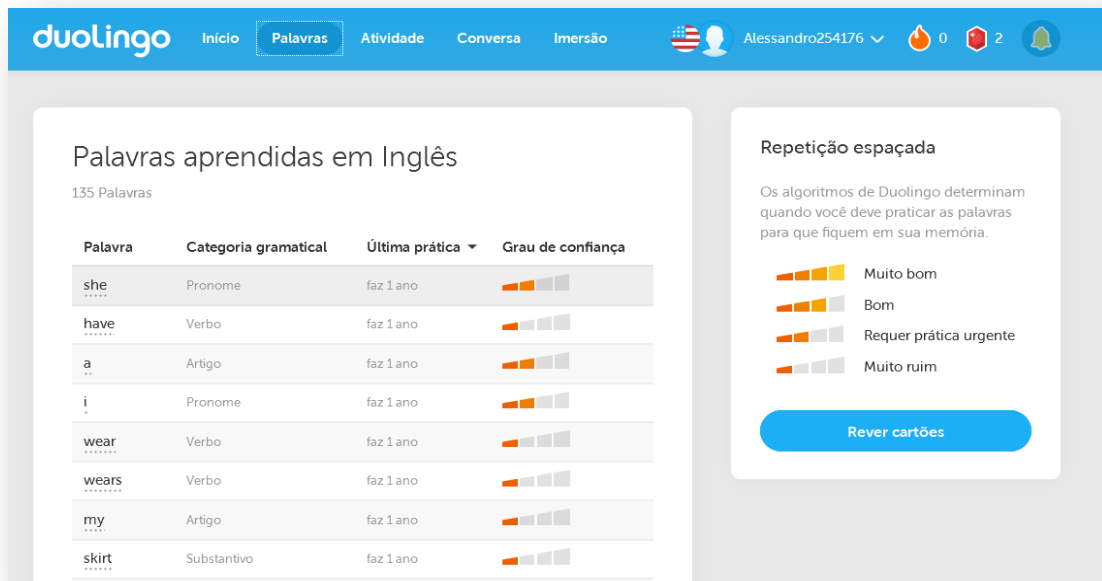 duolingo Início Palavras Atividade Conversa Imersão Alessandro254176 0 2
Palavras aprendidas em Inglês
135 Palavras
Palavra Categoria gramatical Última prática Grau de confiança
she Pronome faz 1 ano
have Verbo faz 1 ano
a Artigo faz 1 ano
i Pronome faz 1 ano
wear Verbo faz 1 ano
wears Verbo faz 1 ano
my Artigo faz 1 ano
skirt Substantivo faz 1 ano
Repetição espaçada
Os algoritmos de Duolingo determinam
quando você deve praticar as palavras
para que fiquem em sua memória.
Muito bom
Bom
Requer prática urgente
Muito ruim
Rever cartões